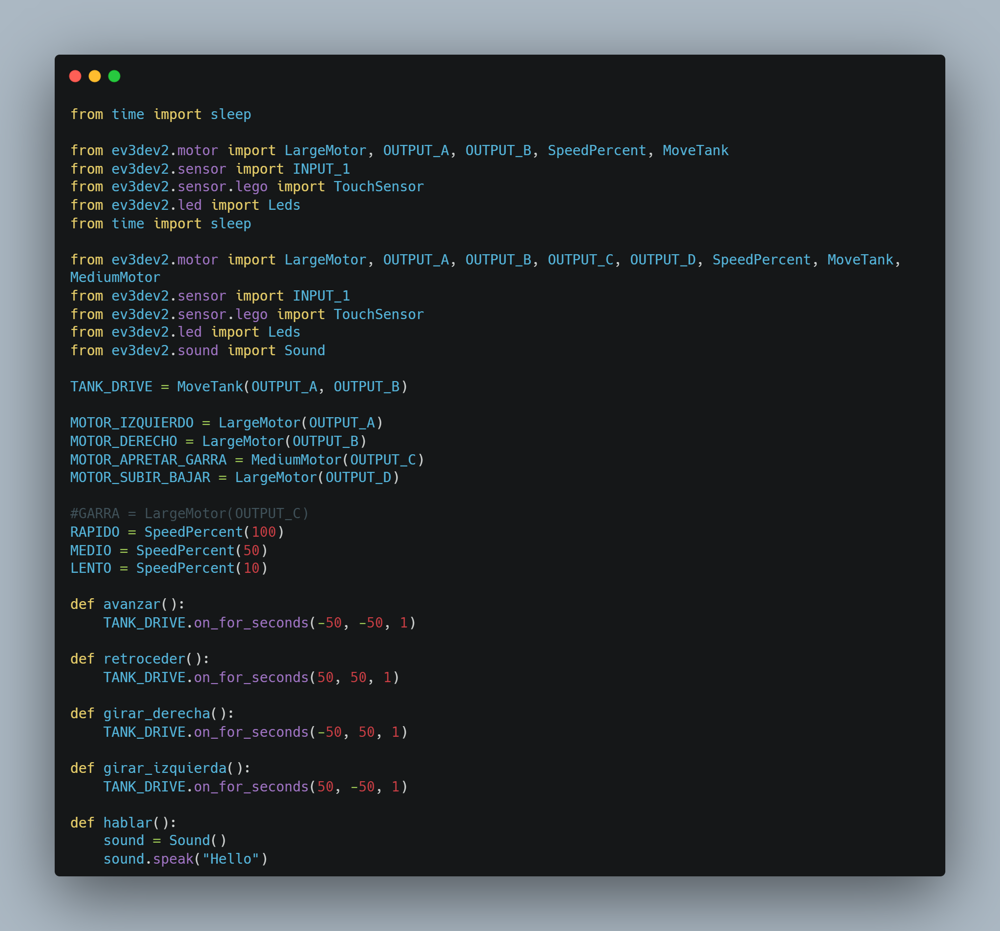 from time import sleep

from ev3dev2.motor import LargeMotor, OUTPUT_A, OUTPUT_B, SpeedPercent, MoveTank
from ev3dev2.sensor import INPUT_1
from ev3dev2.sensor.lego import TouchSensor
from ev3dev2.led import Leds
from time import sleep

from ev3dev2.motor import LargeMotor, OUTPUT_A, OUTPUT_B, OUTPUT_C, OUTPUT_D, SpeedPercent, MoveTank,
MediumMotor
from ev3dev2.sensor import INPUT_1
from ev3dev2.sensor.lego import TouchSensor
from ev3dev2.led import Leds
from ev3dev2.sound import Sound

TANK_DRIVE = MoveTank(OUTPUT_A, OUTPUT_B)

MOTOR_IZQUIERDO = LargeMotor(OUTPUT_A)
MOTOR_DERECHO = LargeMotor(OUTPUT_B)
MOTOR_APRETAR_GARRA = MediumMotor(OUTPUT_C)
MOTOR_SUBIR_BAJAR = LargeMotor(OUTPUT_D)

#GARRA = LargeMotor(OUTPUT_C)
RAPIDO = SpeedPercent(100)
MEDIO = SpeedPercent(50)
LENTO = SpeedPercent(10)

def avanzar():
    TANK_DRIVE.on_for_seconds(-50, -50, 1)

def retroceder():
    TANK_DRIVE.on_for_seconds(50, 50, 1)

def girar_derecha():
    TANK_DRIVE.on_for_seconds(-50, 50, 1)

def girar_izquierda():
    TANK_DRIVE.on_for_seconds(50, -50, 1)

def hablar():
    sound = Sound()
    sound.speak("Hello")